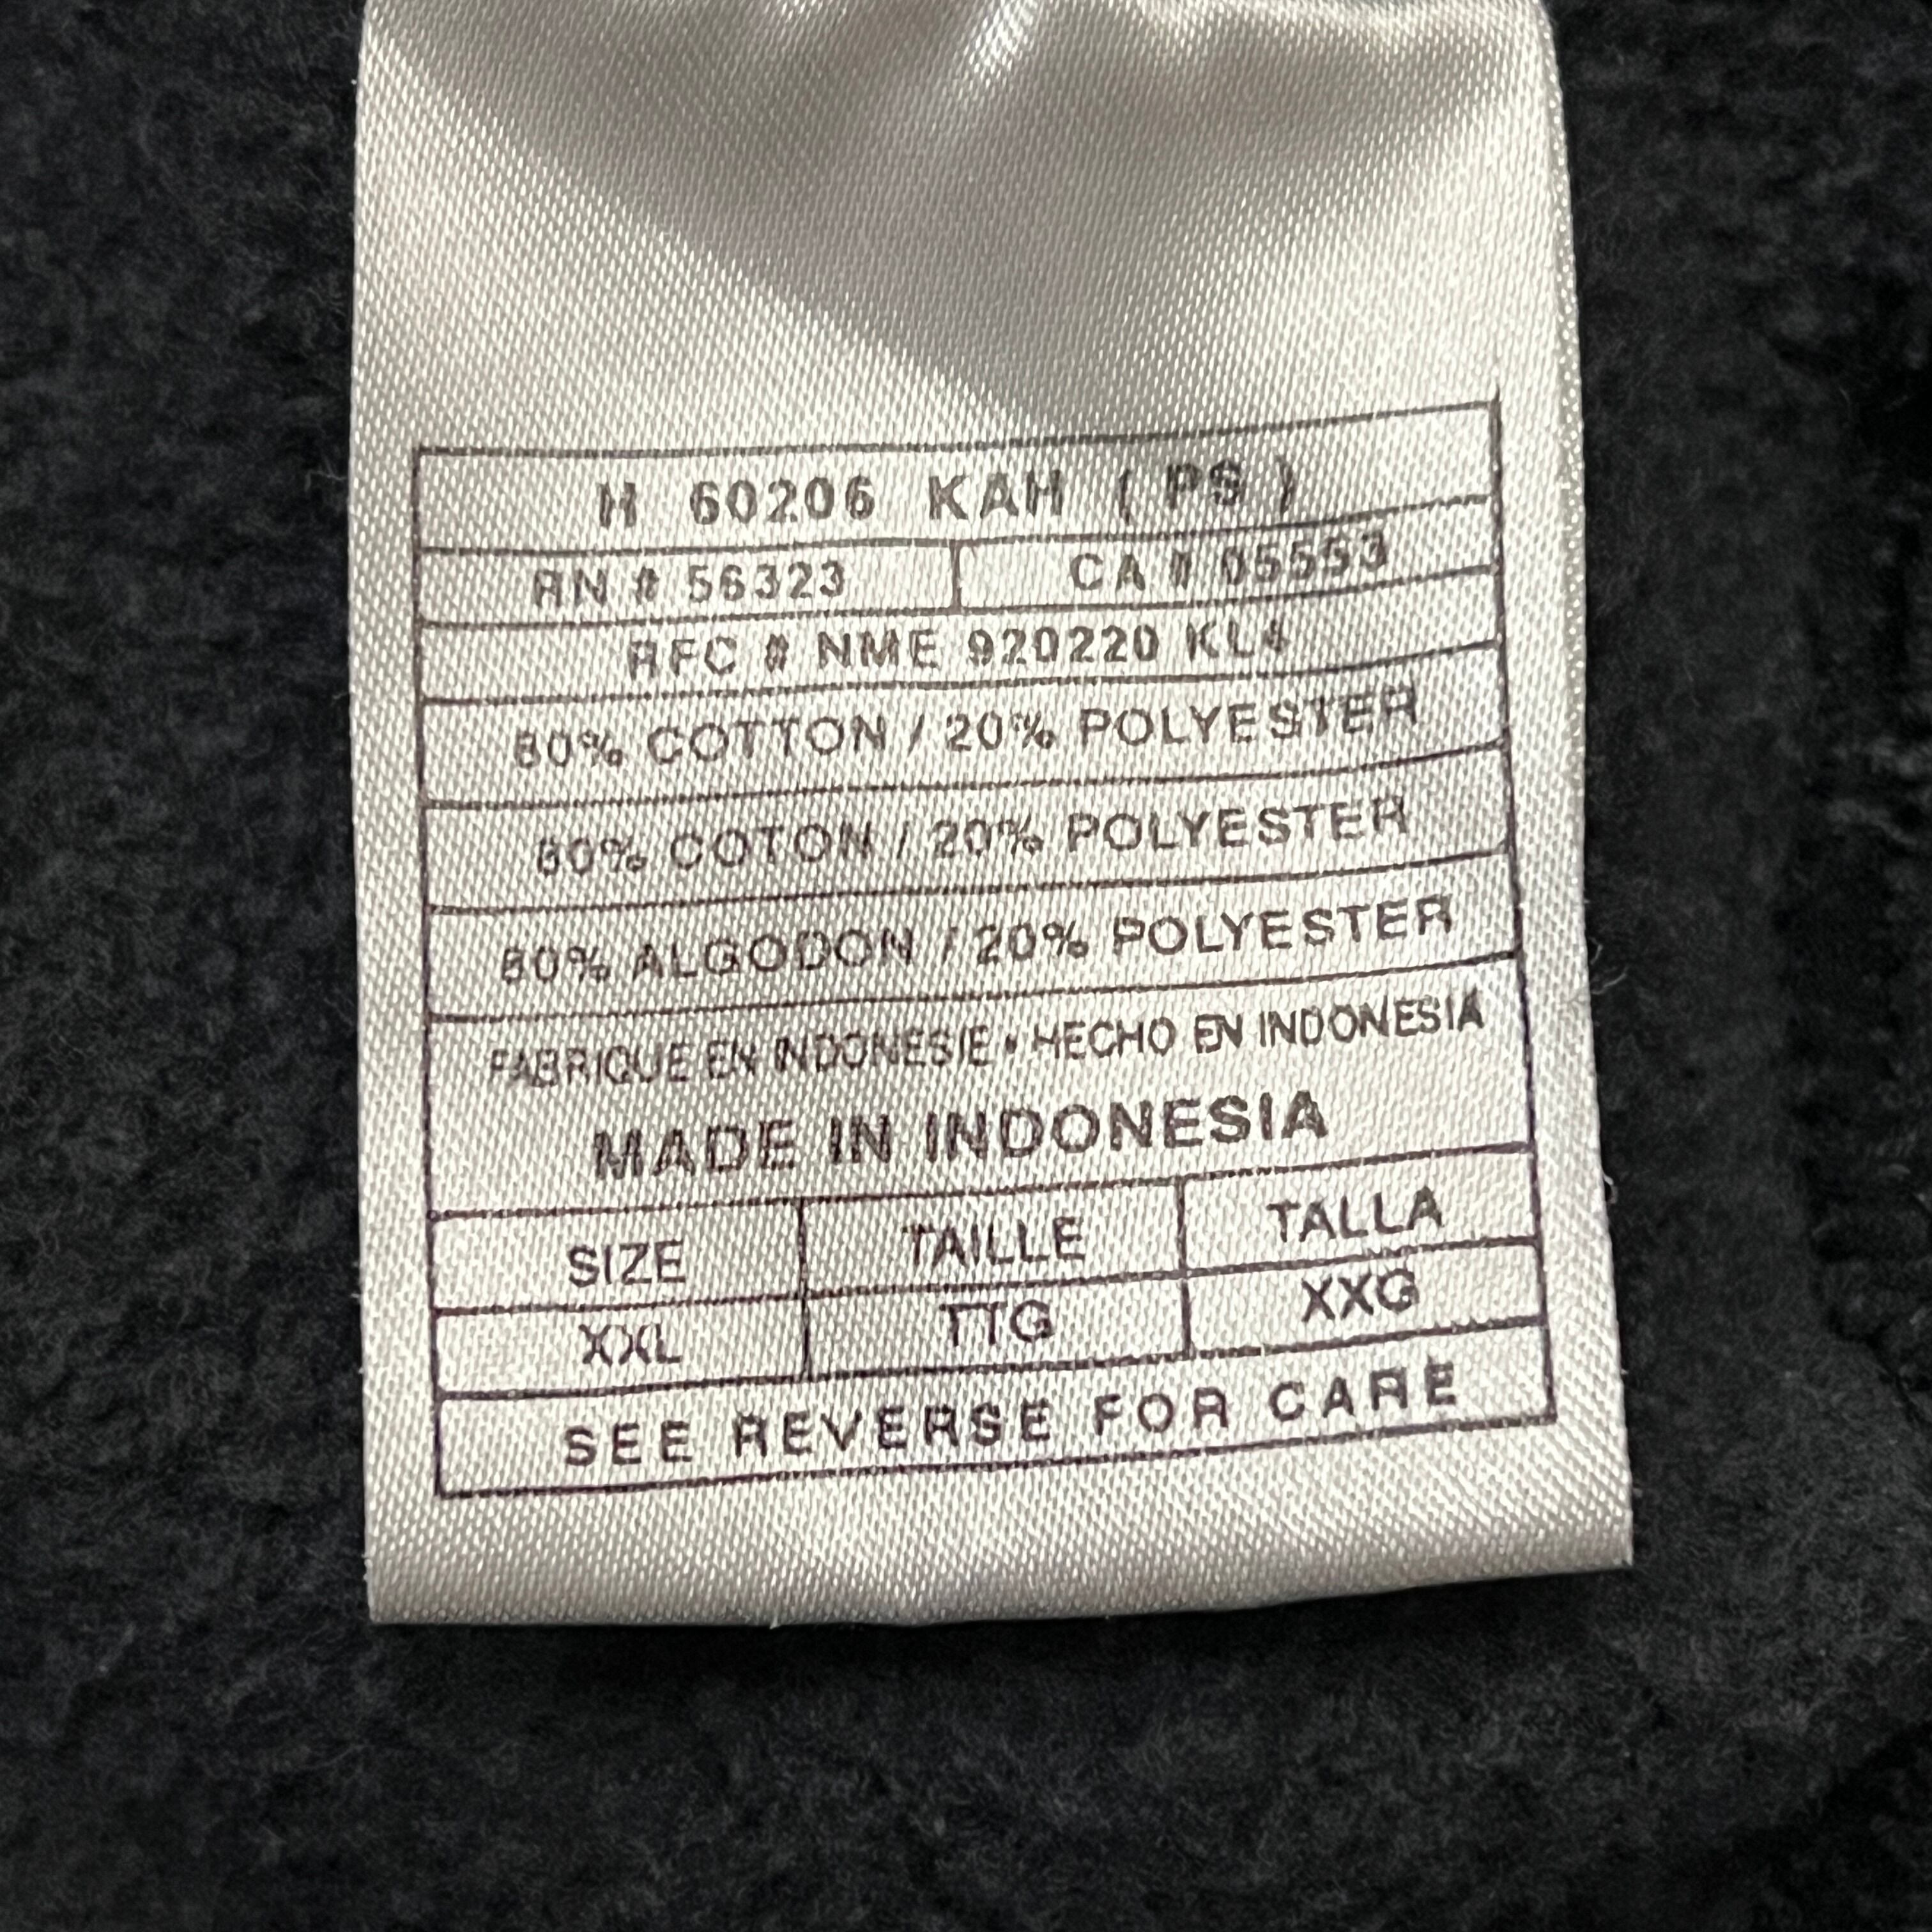 H 60206 KAH (PS)
RN # 56323 CA # 05553
RFC # NME 920220 KL4
80% COTTON / 20% POLYESTER
80% COTON / 20% POLYESTER
80% ALGODON / 20% POLYESTER
FABRIQUE EN INDONESIE • HECHO EN INDONESIA
MADE IN INDONESIA
SIZE TAILLE TALLA
XXL TTG XXG
SEE REVERSE FOR CARE